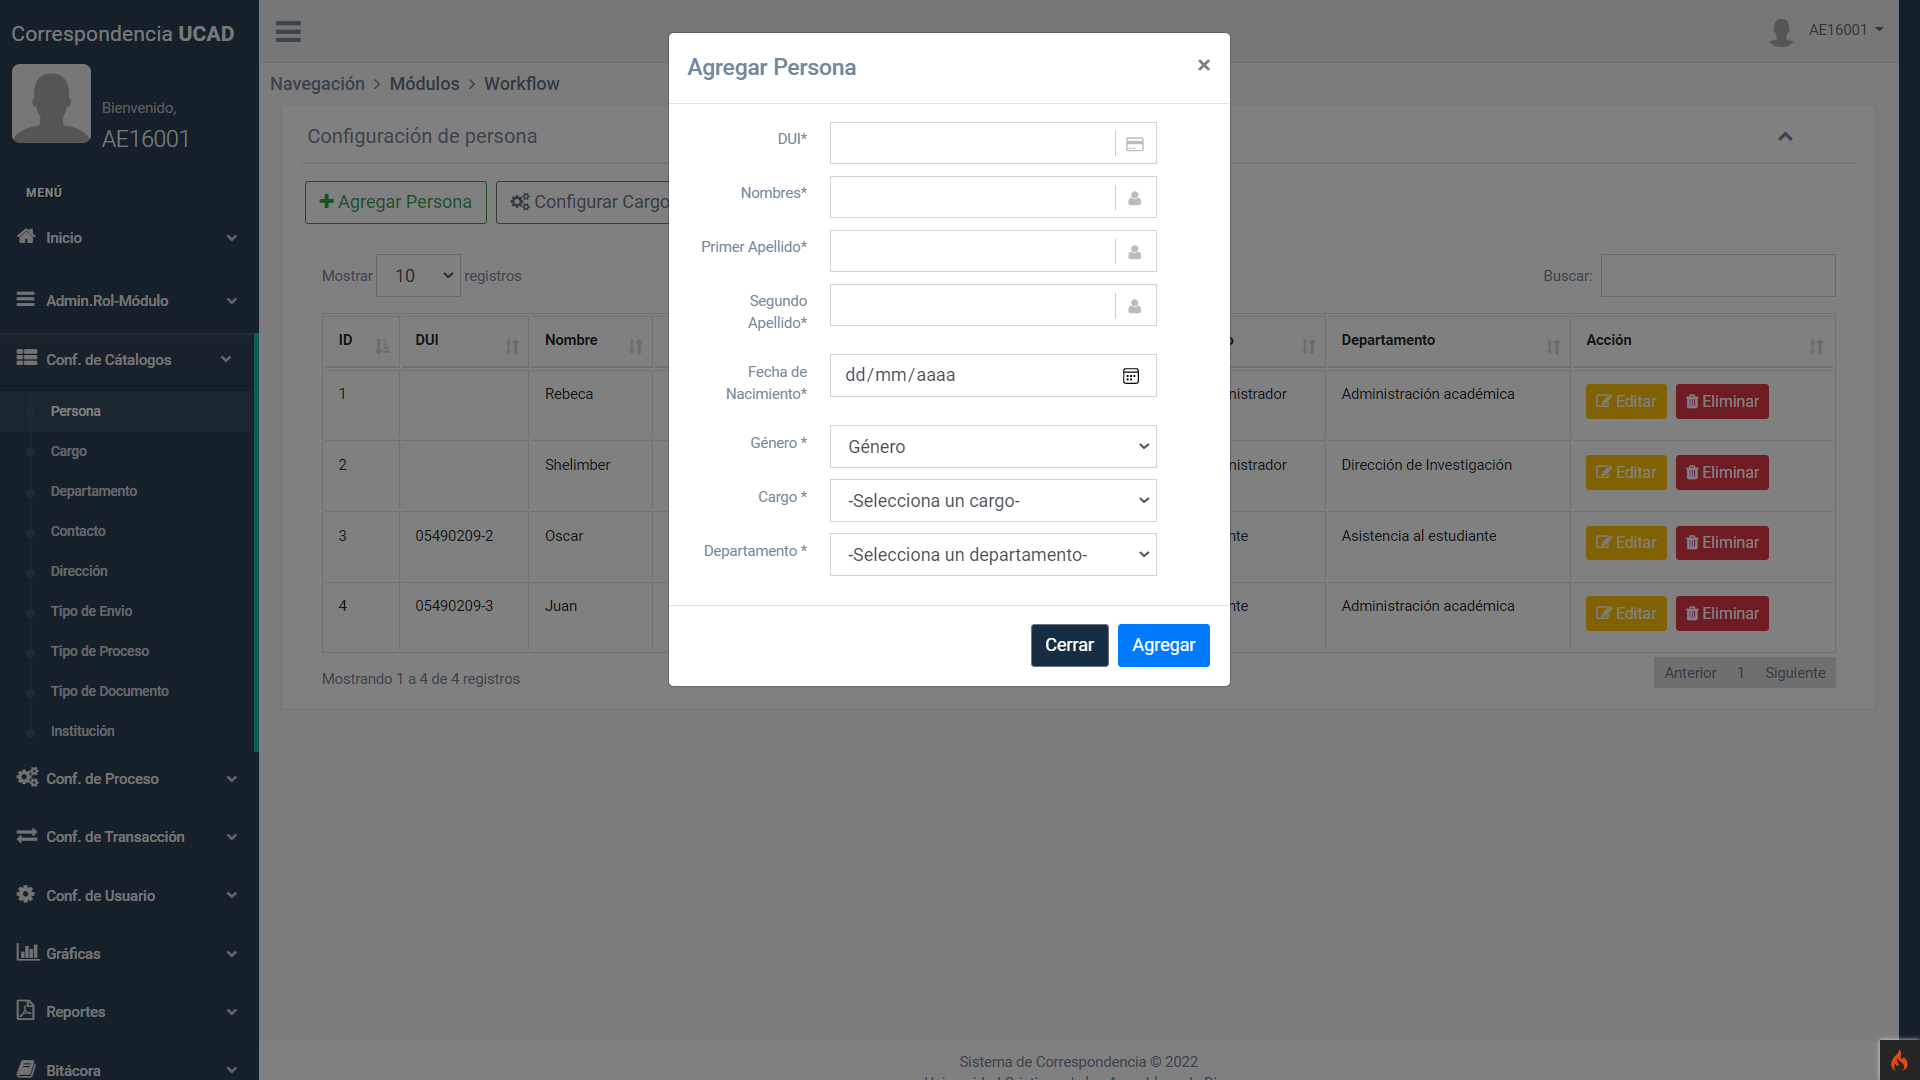 Correspondencia UCAD
Bienvenido,
AE16001
MENÚ
Inicio
Admin.Rol-Módulo
Conf. de Cátalogos
Persona
Cargo
Departamento
Contacto
Dirección
Tipo de Envio
Tipo de Proceso
Tipo de Documento
Institución
Conf. de Proceso
Conf. de Transacción
Conf. de Usuario
Gráficas
Reportes
Bitácora
AE16001
Navegación > Módulos > Workflow
Configuración de persona
Agregar Persona
Configurar Cargo
Mostrar 10 registros
Buscar:
ID DUI Nombre Departamento Acción
1 Rebeca nistrador Administración académica Editar Eliminar
2 Shelimber nistrador Dirección de Investigación Editar Eliminar
3 05490209-2 Oscar nte Asistencia al estudiante Editar Eliminar
4 05490209-3 Juan nte Administración académica Editar Eliminar
Mostrando 1 a 4 de 4 registros
Anterior 1 Siguiente
Agregar Persona
×
DUI*
Nombres*
Primer Apellido*
Segundo
Apellido*
Fecha de
Nacimiento*
dd/mm/aaaa
Género * Género
Cargo * -Selecciona un cargo-
Departamento * -Selecciona un departamento-
Cerrar Agregar
Sistema de Correspondencia © 2022